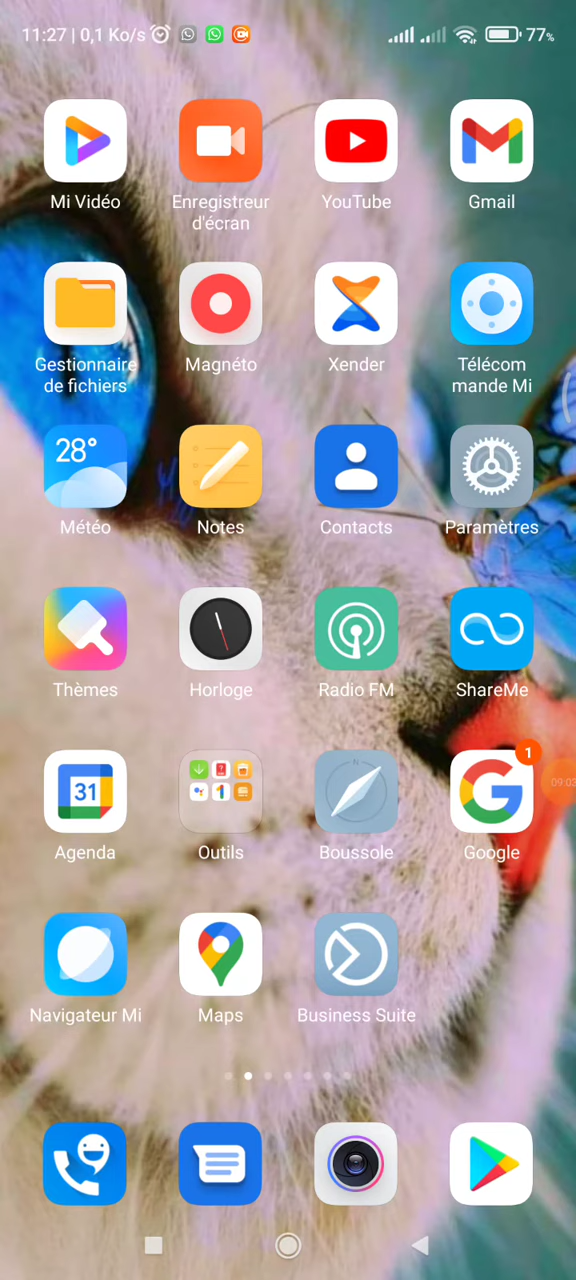 11:27 | 0,1 Ko/s 77%
Mi Vidéo
Enregistreur
d'écran
YouTube
Gmail
Gestionnaire
de fichiers
Magnéto
Xender
Télécom
mande Mi
28°
Météo
Notes
Contacts
Paramètres
Thèmes
Horloge
Radio FM
ShareMe
31
Agenda
Outils
N
Boussole
1
Google
09:03
Navigateur Mi
Maps
Business Suite